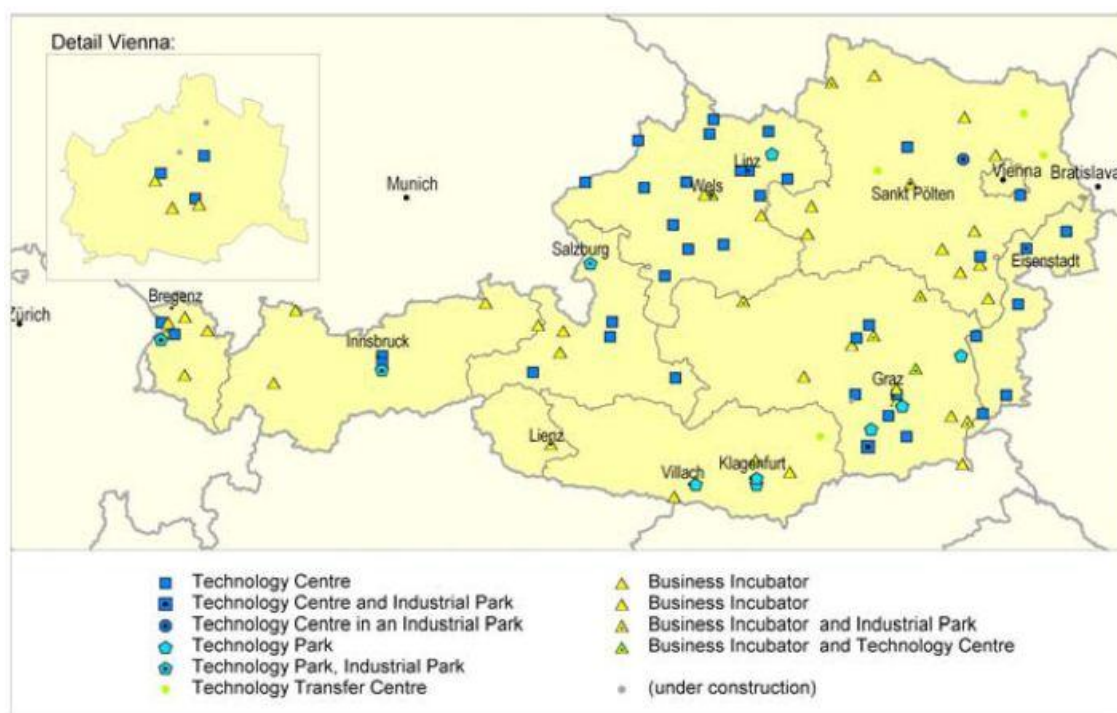 Detail Vienna:
Munich
Linz
Wels
Vienna
Bratislava
Sankt Pölten
Salzburg
Eisenstadt
Bregenz
Zürich
Innsbruck
Graz
Lienz
Klagenfurt
Villach
Technology Centre
Technology Centre and Industrial Park
Technology Centre in an Industrial Park
Technology Park
Technology Park, Industrial Park
Technology Transfer Centre
Business Incubator
Business Incubator
Business Incubator and Industrial Park
Business Incubator and Technology Centre
(under construction)